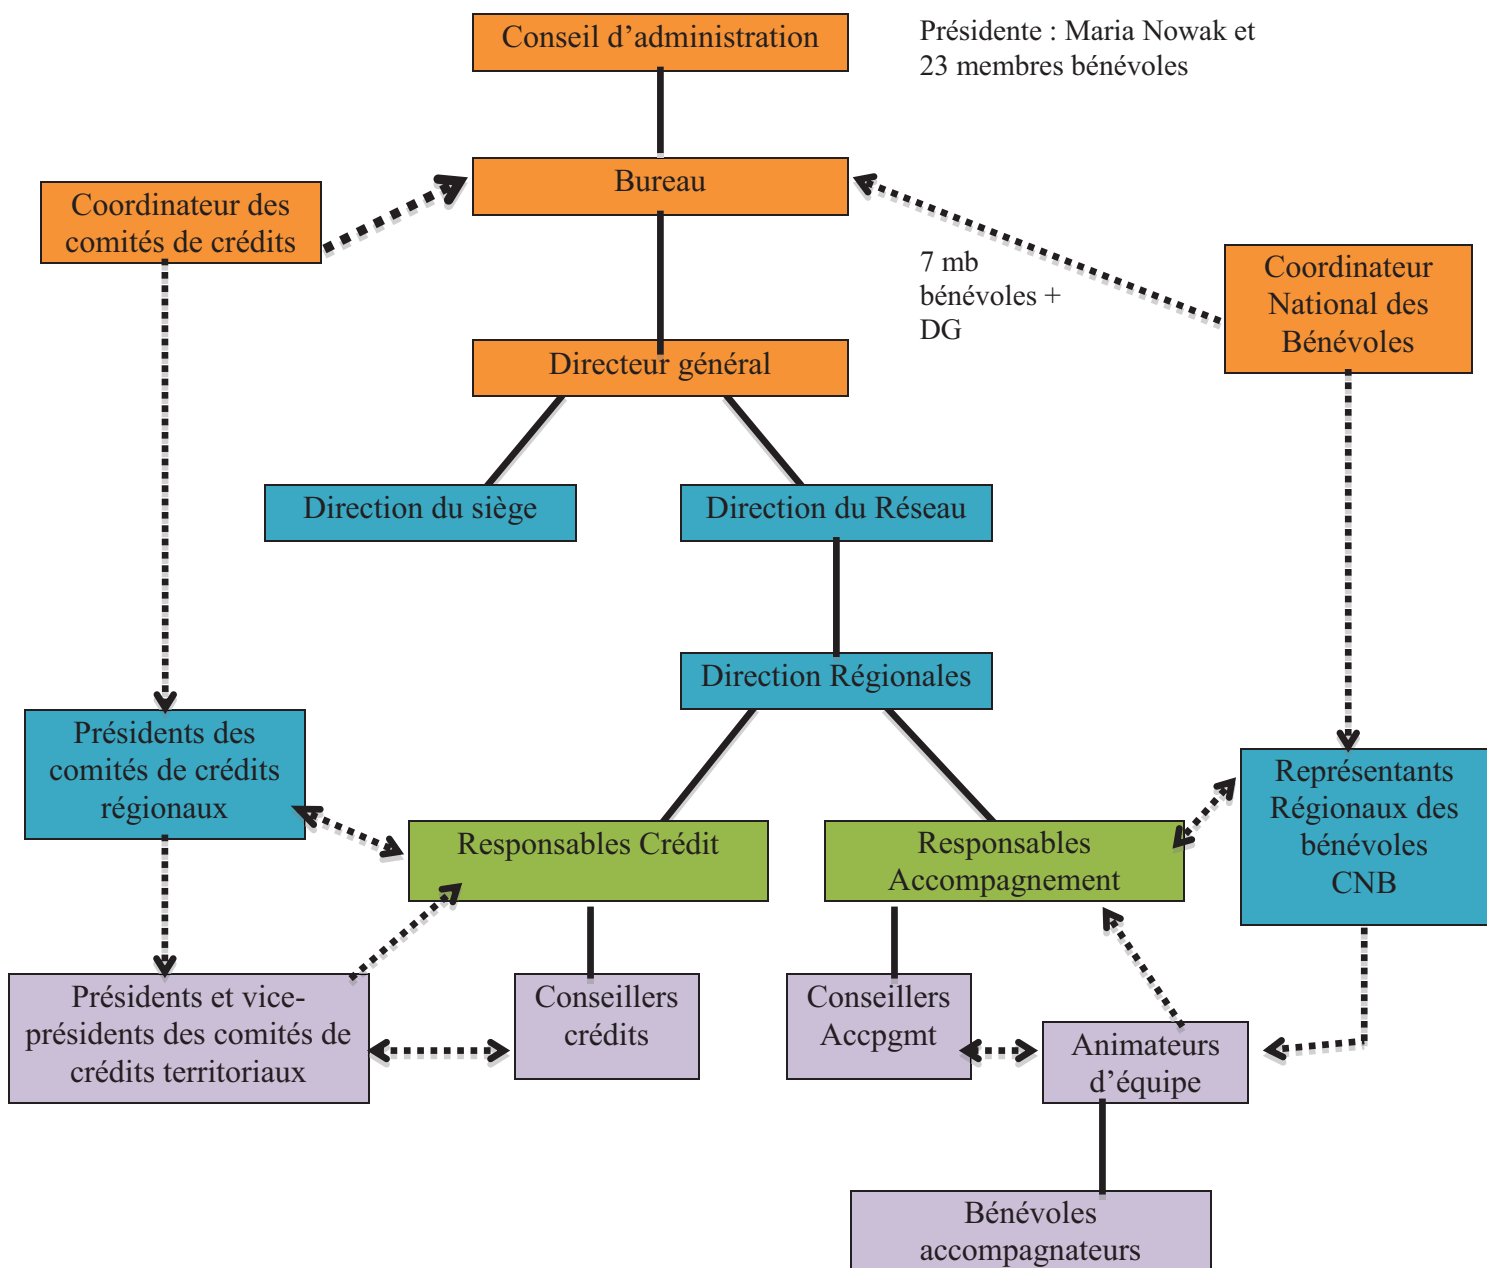 Conseil d’administration
Présidente : Maria Nowak et
23 membres bénévoles
Bureau
Coordinateur des
comités de crédits
7 mb
bénévoles +
DG
Coordinateur
National des
Bénévoles
Directeur général
Direction du siège
Direction du Réseau
Direction Régionales
Présidents des
comités de crédits
régionaux
Représentants
Régionaux des
bénévoles
CNB
Responsables Crédit
Responsables
Accompagnement
Présidents et vice-
présidents des comités de
crédits territoriaux
Conseillers
crédits
Conseillers
Accpgmt
Animateurs
d’équipe
Bénévoles
accompagnateurs